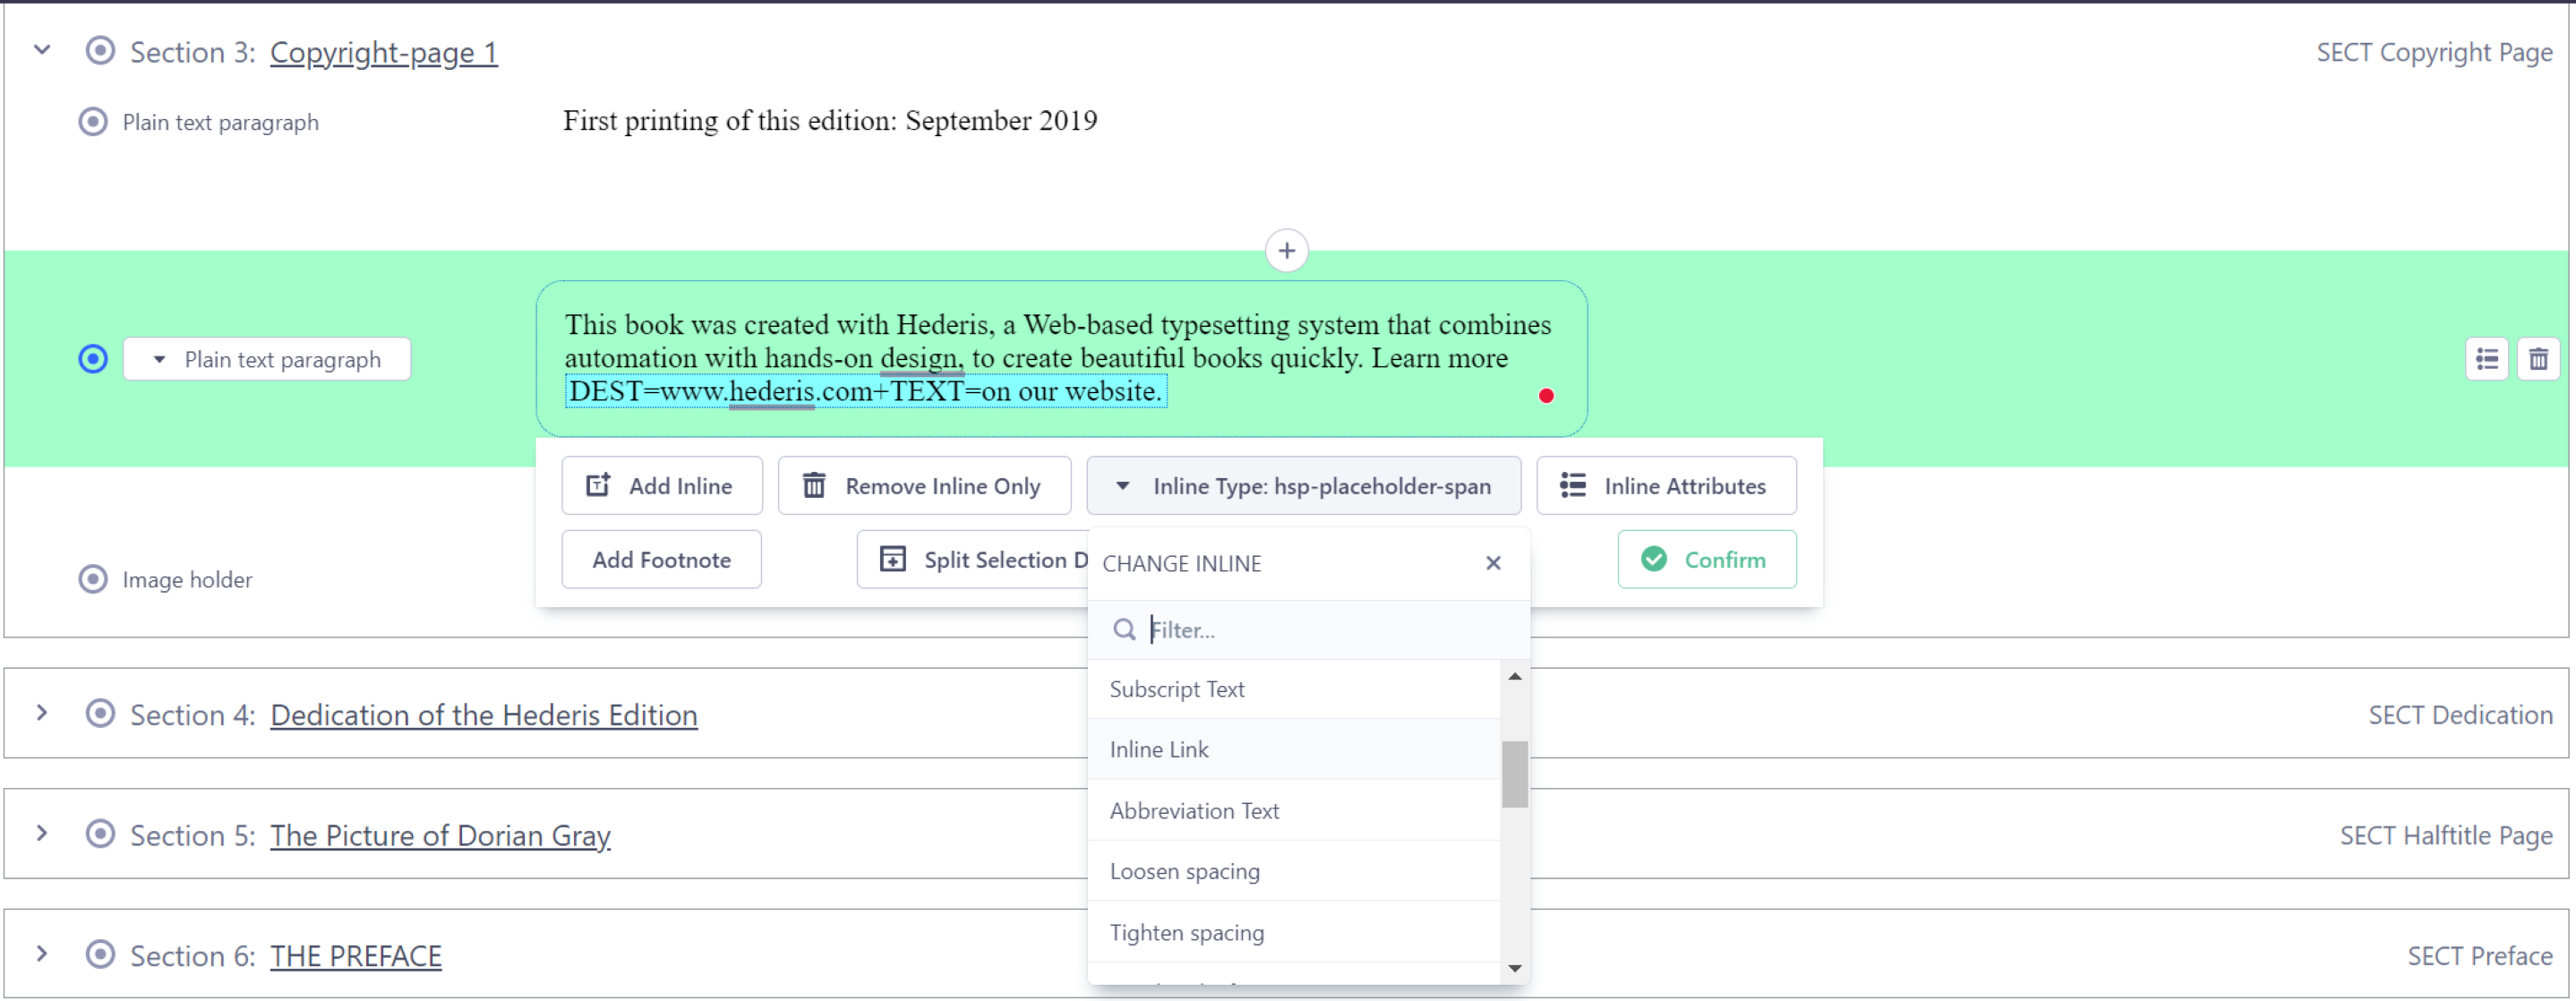 Section 3: Copyright-page 1
SECT Copyright Page
Plain text paragraph
First printing of this edition: September 2019
Plain text paragraph
This book was created with Hederis, a Web-based typesetting system that combines
automation with hands-on design, to create beautiful books quickly. Learn more
DEST=www.hederis.com+TEXT=on our website.
Add Inline
Remove Inline Only
Inline Type: hsp-placeholder-span
Inline Attributes
Add Footnote
Split Selection
Confirm
CHANGE INLINE
Filter...
Subscript Text
Inline Link
Abbreviation Text
Loosen spacing
Tighten spacing
Image holder
Section 4: Dedication of the Hederis Edition
SECT Dedication
Section 5: The Picture of Dorian Gray
SECT Halftitle Page
Section 6: THE PREFACE
SECT Preface